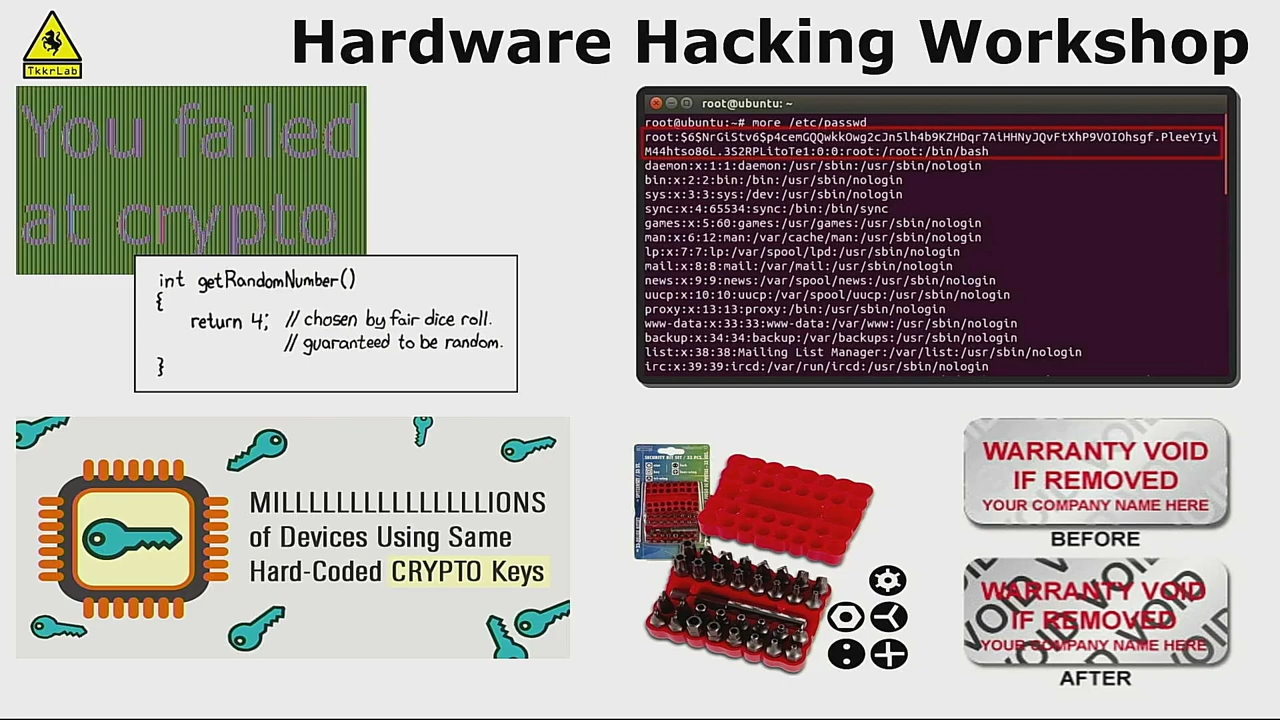 TkkrLab
Hardware Hacking Workshop
You failed
at crypto
int getRandomNumber()
{
return 4; // chosen by fair dice roll.
// guaranteed to be random.
}
root@ubuntu: ~
root@ubuntu:~# more /etc/passwd
daemon:x:1:1:daemon:/usr/sbin:/usr/sbin/nologin
bin:x:2:2:bin:/bin:/usr/sbin/nologin
sys:x:3:3:sys:/dev:/usr/sbin/nologin
sync:x:4:65534:sync:/bin:/bin/sync
games:x:5:60:games:/usr/games:/usr/sbin/nologin
man:x:6:12:man:/var/cache/man:/usr/sbin/nologin
lp:x:7:7:lp:/var/spool/lpd:/usr/sbin/nologin
mail:x:8:8:mail:/var/mail:/usr/sbin/nologin
news:x:9:9:news:/var/spool/news:/usr/sbin/nologin
uucp:x:10:10:uucp:/var/spool/uucp:/usr/sbin/nologin
proxy:x:13:13:proxy:/bin:/usr/sbin/nologin
www-data:x:33:33:www-data:/var/www:/usr/sbin/nologin
backup:x:34:34:backup:/var/backups:/usr/sbin/nologin
list:x:38:38:Mailing List Manager:/var/list:/usr/sbin/nologin
irc:x:39:39:ircd:/var/run/ircd:/usr/sbin/nologin
MILLLLLLLLLLLLLLIONS
of Devices Using Same
Hard-Coded CRYPTO Keys
WARRANTY VOID
IF REMOVED
YOUR COMPANY NAME HERE
BEFORE
WARRANTY VOID
IF REMOVED
YOUR COMPANY NAME HERE
AFTER